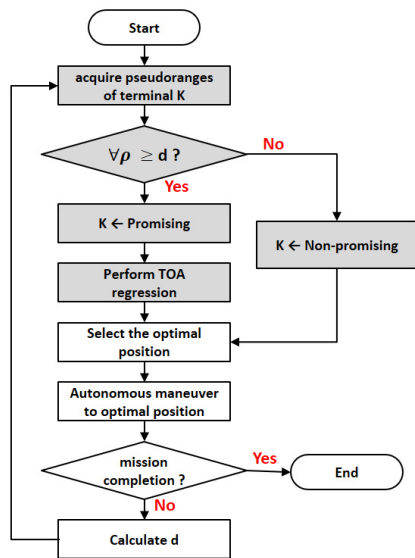 Start
acquire pseudoranges
of terminal K
∀ρ ≥ d ?
No
Yes
K ← Promising
K ← Non-promising
Perform TOA
regression
Select the optimal
position
Autonomous maneuver
to optimal position
mission
completion ?
Yes
End
No
Calculate d